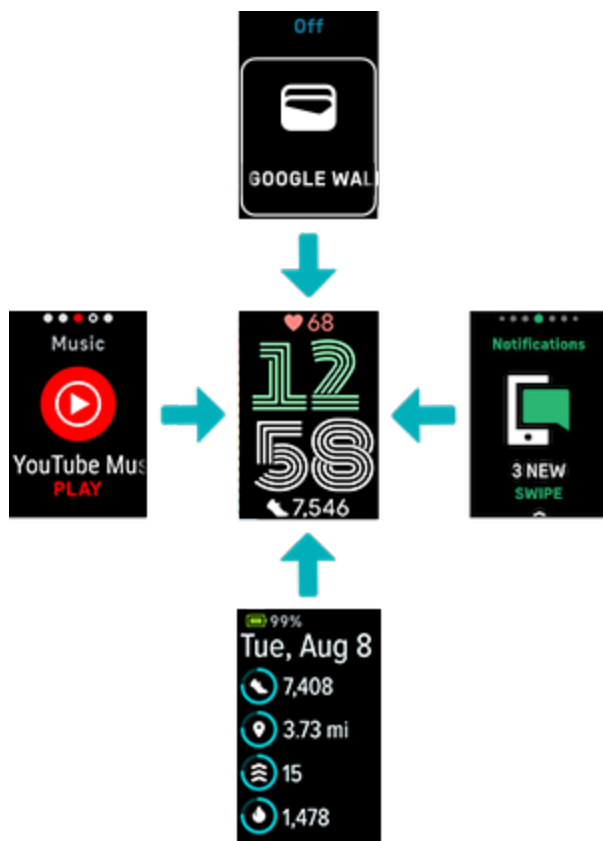 Off
GOOGLE WAL
Music
YouTube Mus
PLAY
68
12
58
7,546
Notifications
3 NEW
SWIPE
99%
Tue, Aug 8
7,408
3.73 mi
15
1,478